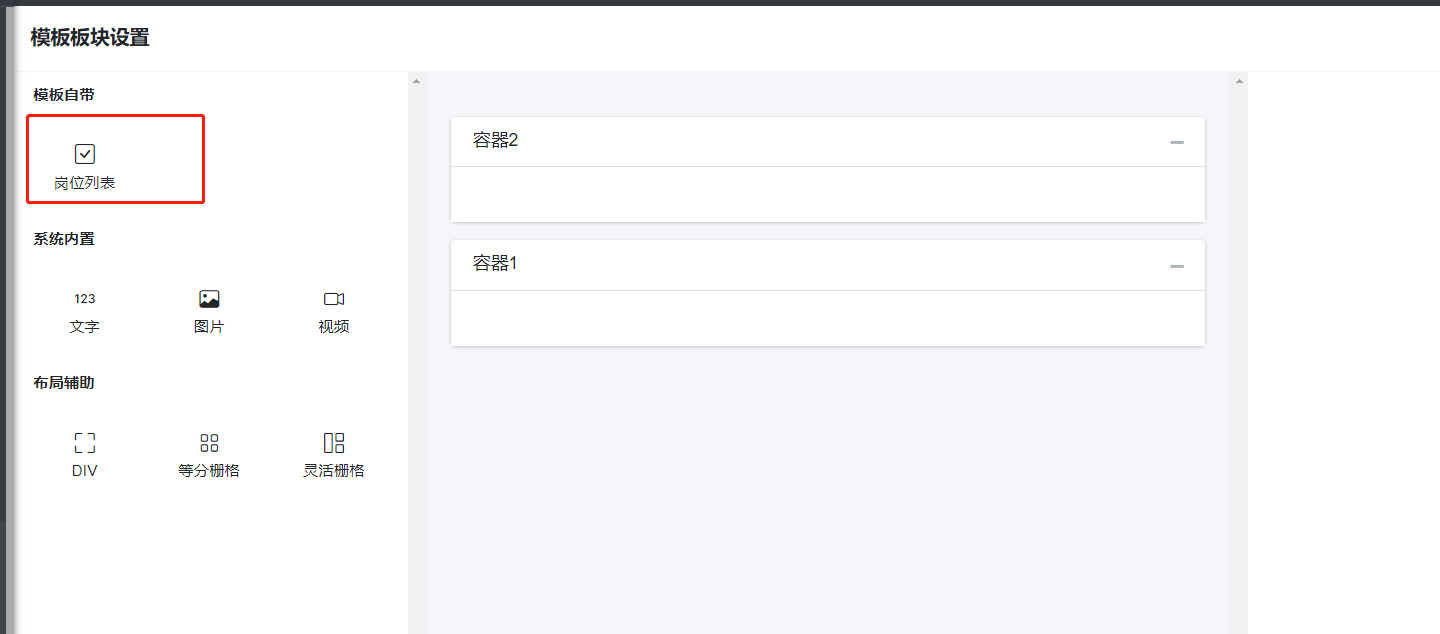 模板板块设置
模板自带
岗位列表
系统内置
123
文字
图片
视频
布局辅助
DIV
等分栅格
灵活栅格
容器2
容器1